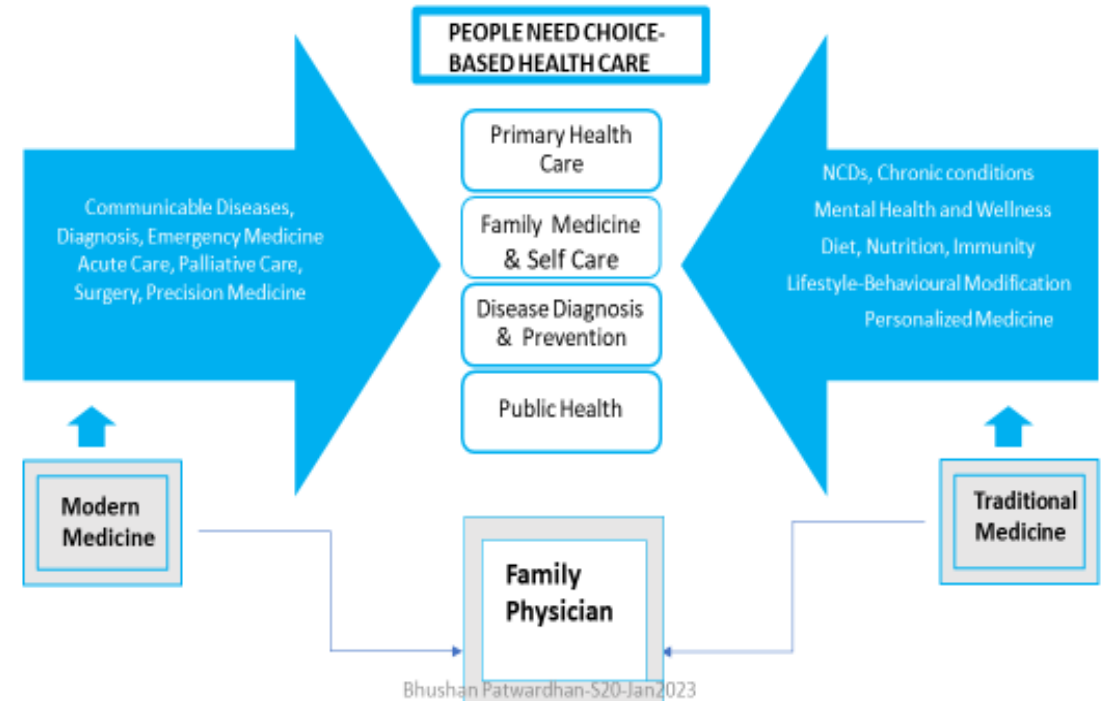 PEOPLE NEED CHOICE-
BASED HEALTH CARE
Primary Health
Care
Family Medicine
& Self Care
Disease Diagnosis
& Prevention
Public Health
Communicable Diseases,
Diagnosis, Emergency Medicine
Acute Care, Palliative Care,
Surgery, Precision Medicine
NCDs, Chronic conditions
Mental Health and Wellness
Diet, Nutrition, Immunity
Lifestyle-Behavioural Modification
Personalized Medicine
Modern
Medicine
Traditional
Medicine
Family
Physician
Bhushan Patwardhan-S20-Jan2023